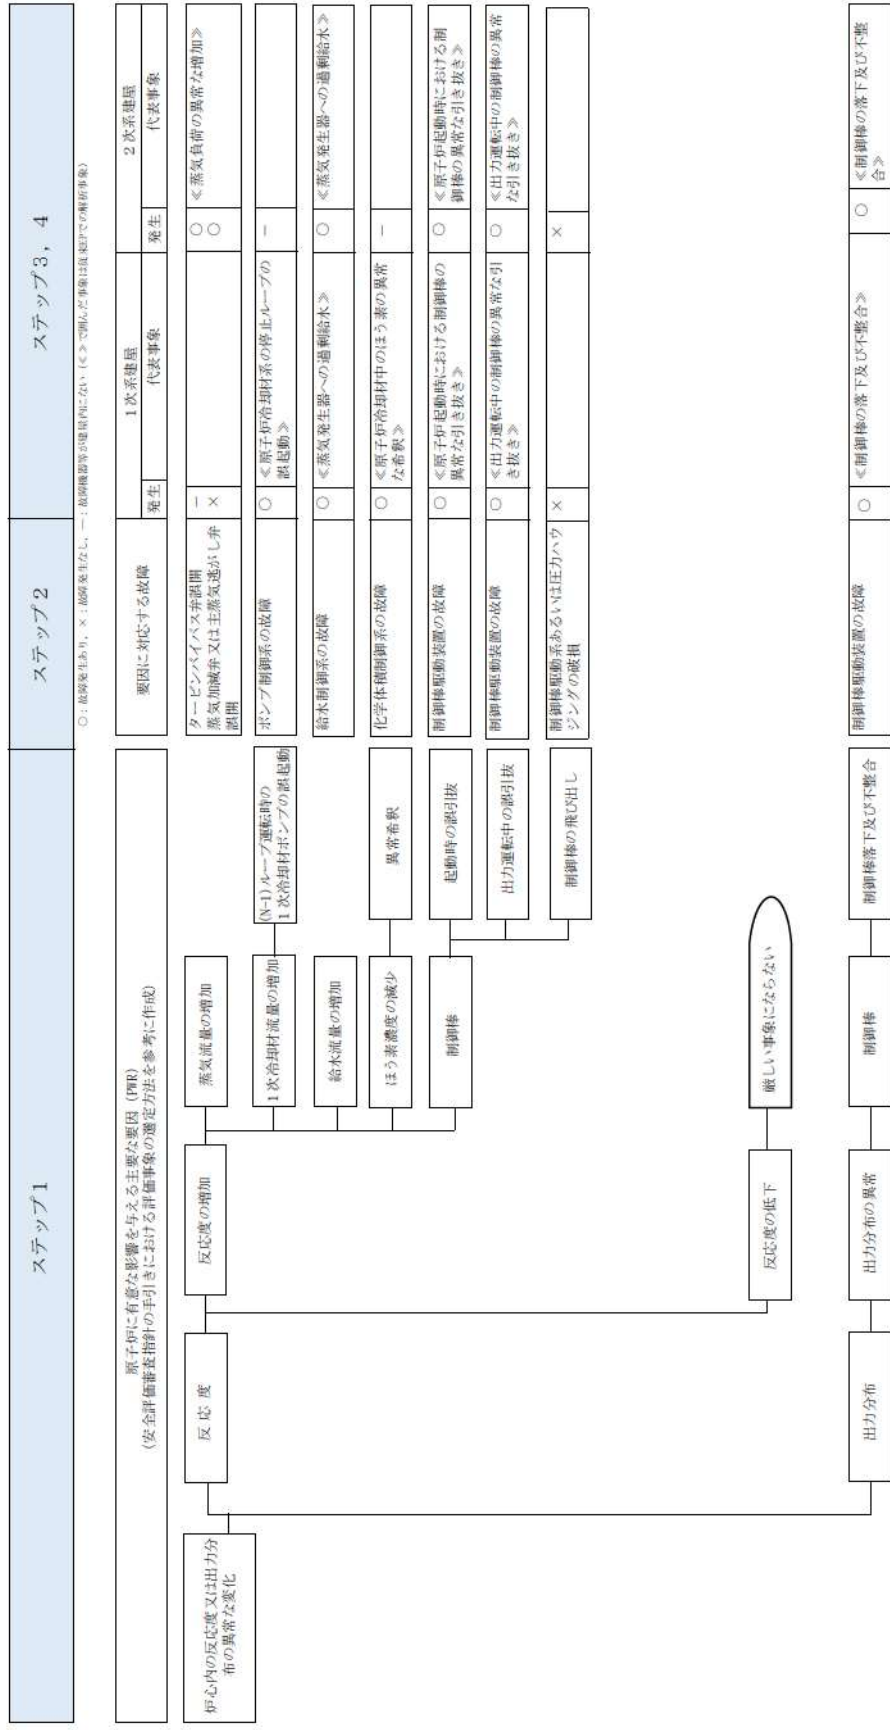 ステップ1
ステップ2
ステップ3,4
○:故障発生あり,×:故障発生なし,－:故障機器等が建屋内にない(≪≫で囲んだ事象は従来EPでの解析事象)
原子炉に有意な影響を与える主要な要因 (PWR)
(安全評価審査指針の手引きにおける評価事象の選定方法を参考に作成)
要因に対応する故障
1次系建屋
発生
代表事象
2次系建屋
発生
代表事象
炉心内の反応度又は出力分
布の異常な変化
反応度
反応度の増加
蒸気流量の増加
タービンバイパス弁誤開
蒸気加減弁又は主蒸気逃がし弁
誤開
－
×
○
○
≪蒸気負荷の異常な増加≫
1次冷却材流量の増加
(N-1)ループ運転時の
1次冷却材ポンプの誤起動
ポンプ制御系の故障
○
≪原子炉冷却材系の停止ループの
誤起動≫
－
給水流量の増加
給水制御系の故障
○
≪蒸気発生器への過剰給水≫
○
≪蒸気発生器への過剰給水≫
ほう素濃度の減少
異常希釈
化学体積制御系の故障
○
≪原子炉冷却材中のほう素の異常
な希釈≫
－
制御棒
起動時の誤引抜
制御棒駆動装置の故障
○
≪原子炉起動時における制御棒の
異常な引き抜き≫
○
≪原子炉起動時における制
御棒の異常な引き抜き≫
出力運転中の誤引抜
制御棒駆動装置の故障
○
≪出力運転中の制御棒の異常な引
き抜き≫
○
≪出力運転中の制御棒の異常
な引き抜き≫
制御棒の飛び出し
制御棒駆動系あるいは圧力ハウ
ジングの破損
×
×
反応度の低下
厳しい事象にならない
出力分布
出力分布の異常
制御棒
制御棒落下及び不整合
制御棒駆動装置の故障
○
≪制御棒の落下及び不整合≫
○
≪制御棒の落下及び不整
合≫